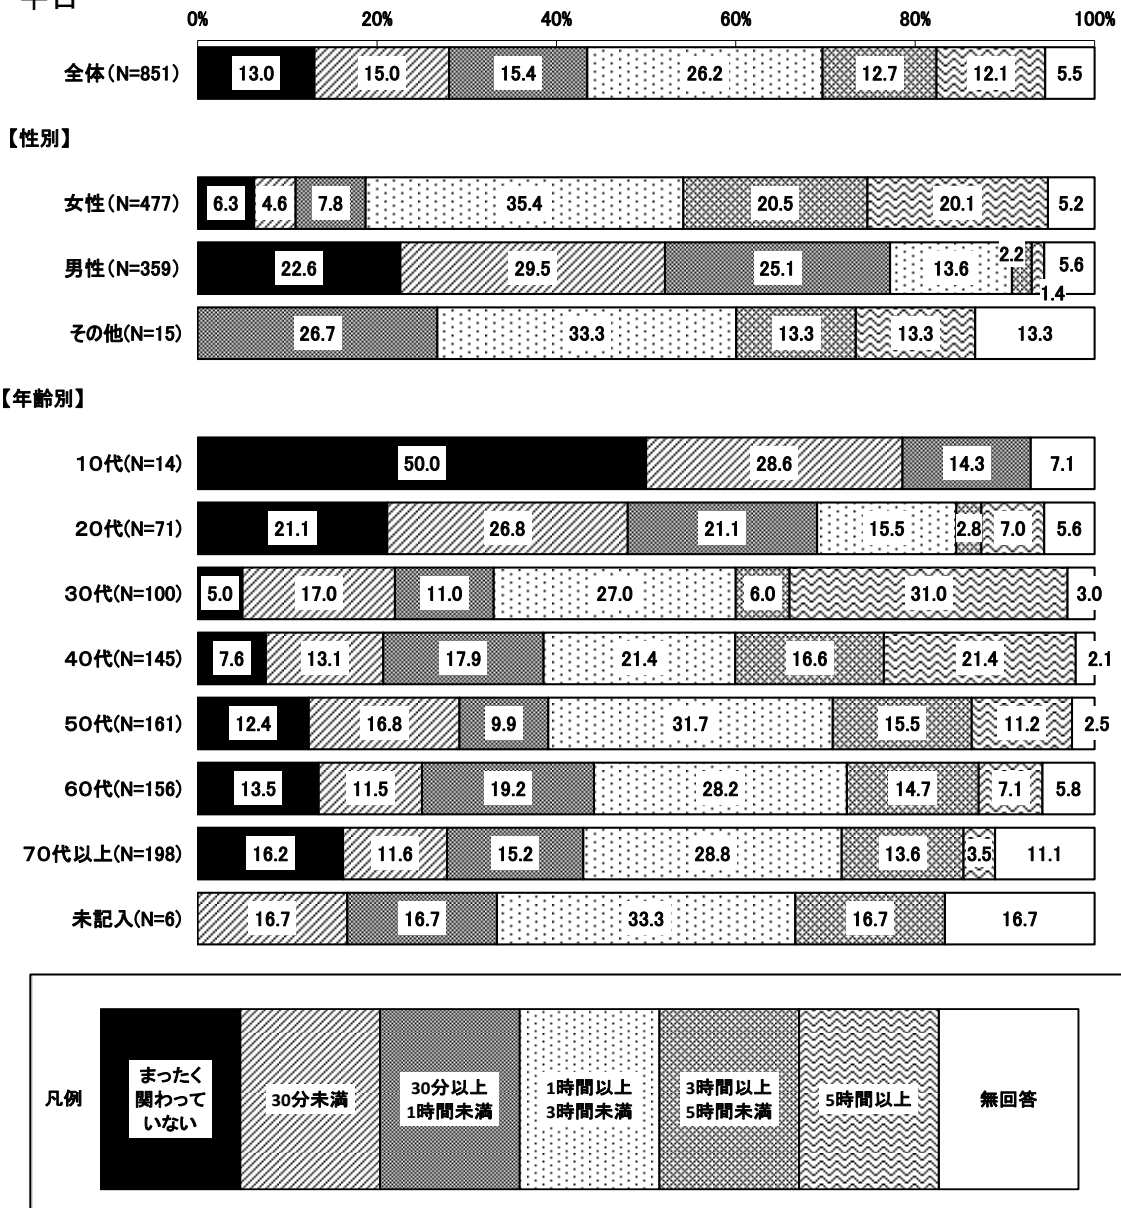 0% 20% 40% 60% 80% 100%
全体(N=851) 13.0 15.0 15.4 26.2 12.7 12.1 5.5
【性別】
女性(N=477) 6.3 4.6 7.8 35.4 20.5 20.1 5.2
男性(N=359) 22.6 29.5 25.1 13.6 2.2 1.4 5.6
その他(N=15) 26.7 33.3 13.3 13.3 13.3
【年齢別】
10代(N=14) 50.0 28.6 14.3 7.1
20代(N=71) 21.1 26.8 21.1 15.5 2.8 7.0 5.6
30代(N=100) 5.0 17.0 11.0 27.0 6.0 31.0 3.0
40代(N=145) 7.6 13.1 17.9 21.4 16.6 21.4 2.1
50代(N=161) 12.4 16.8 9.9 31.7 15.5 11.2 2.5
60代(N=156) 13.5 11.5 19.2 28.2 14.7 7.1 5.8
70代以上(N=198) 16.2 11.6 15.2 28.8 13.6 3.5 11.1
未記入(N=6) 16.7 16.7 33.3 16.7 16.7
凡例
まったく
関わって
いない
30分未満
30分以上
1時間未満
1時間以上
3時間未満
3時間以上
5時間未満
5時間以上
無回答